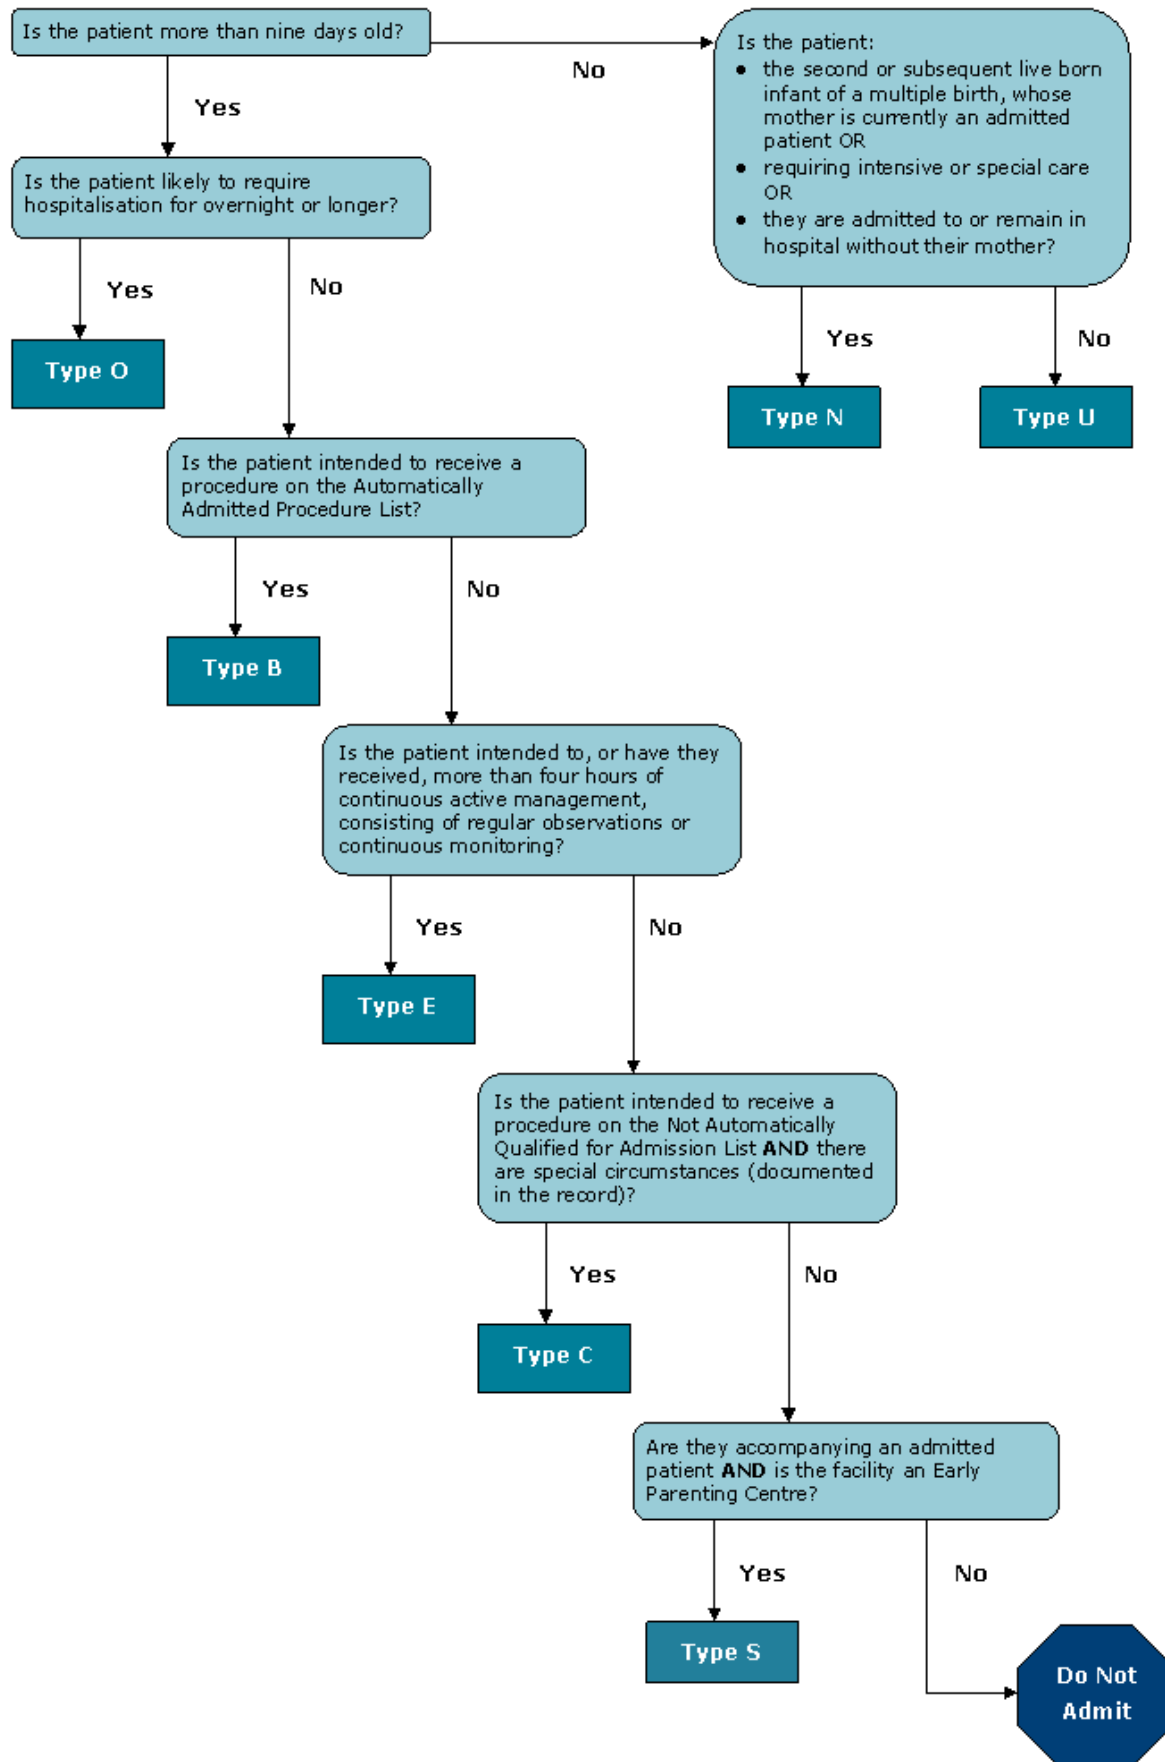 Is the patient more than nine days old?
No
Is the patient:
• the second or subsequent live born
infant of a multiple birth, whose
mother is currently an admitted
patient OR
• requiring intensive or special care
OR
• they are admitted to or remain in
hospital without their mother?
Yes
Is the patient likely to require
hospitalisation for overnight or longer?
Yes
No
Yes
No
Type O
Type N
Type U
Is the patient intended to receive a
procedure on the Automatically
Admitted Procedure List?
Yes
No
Type B
Is the patient intended to, or have they
received, more than four hours of
continuous active management,
consisting of regular observations or
continuous monitoring?
Yes
No
Type E
Is the patient intended to receive a
procedure on the Not Automatically
Qualified for Admission List AND there
are special circumstances (documented
in the record)?
Yes
No
Type C
Are they accompanying an admitted
patient AND is the facility an Early
Parenting Centre?
Yes
No
Type S
Do Not
Admit